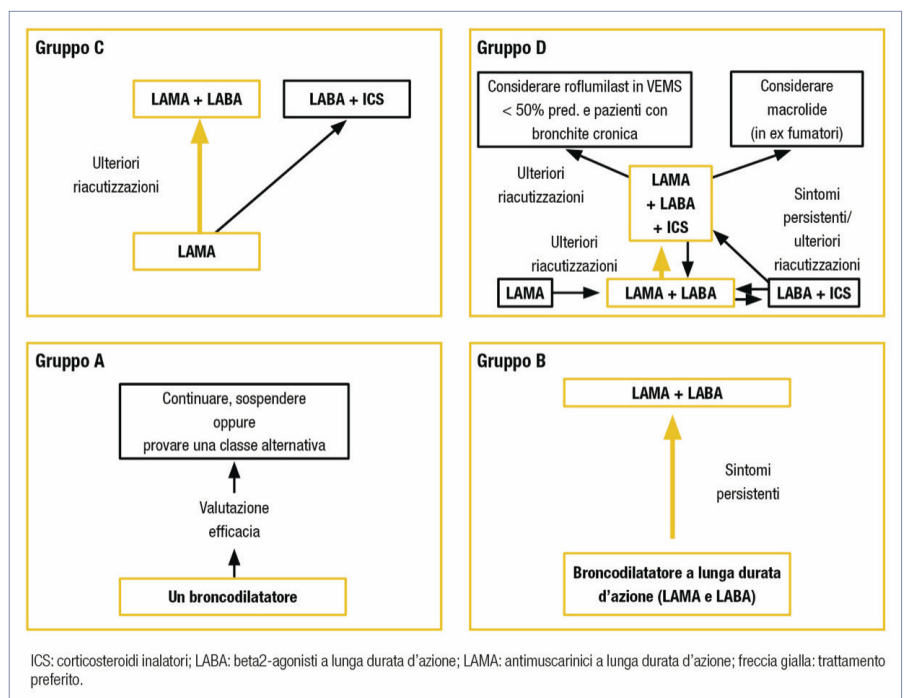 Gruppo C
LAMA + LABA
LABA + ICS
Ulteriori
riacutizzazioni
LAMA
Gruppo D
Considerare roflumilast in VEMS
< 50% pred. e pazienti con
bronchite cronica
Considerare
macrolide
(in ex fumatori)
Ulteriori
riacutizzazioni
LAMA
+ LABA
+ ICS
Sintomi
persistenti/
ulteriori
riacutizzazioni
Ulteriori
riacutizzazioni
LAMA
LAMA + LABA
LABA + ICS
Gruppo A
Continuare, sospendere
oppure
provare una classe alternativa
Valutazione
efficacia
Un broncodilatatore
Gruppo B
LAMA + LABA
Sintomi
persistenti
Broncodilatatore a lunga durata
d’azione (LAMA e LABA)
ICS: corticosteroidi inalatori; LABA: beta2-agonisti a lunga durata d’azione; LAMA: antimuscarinici a lunga durata d’azione; freccia gialla: trattamento
preferito.